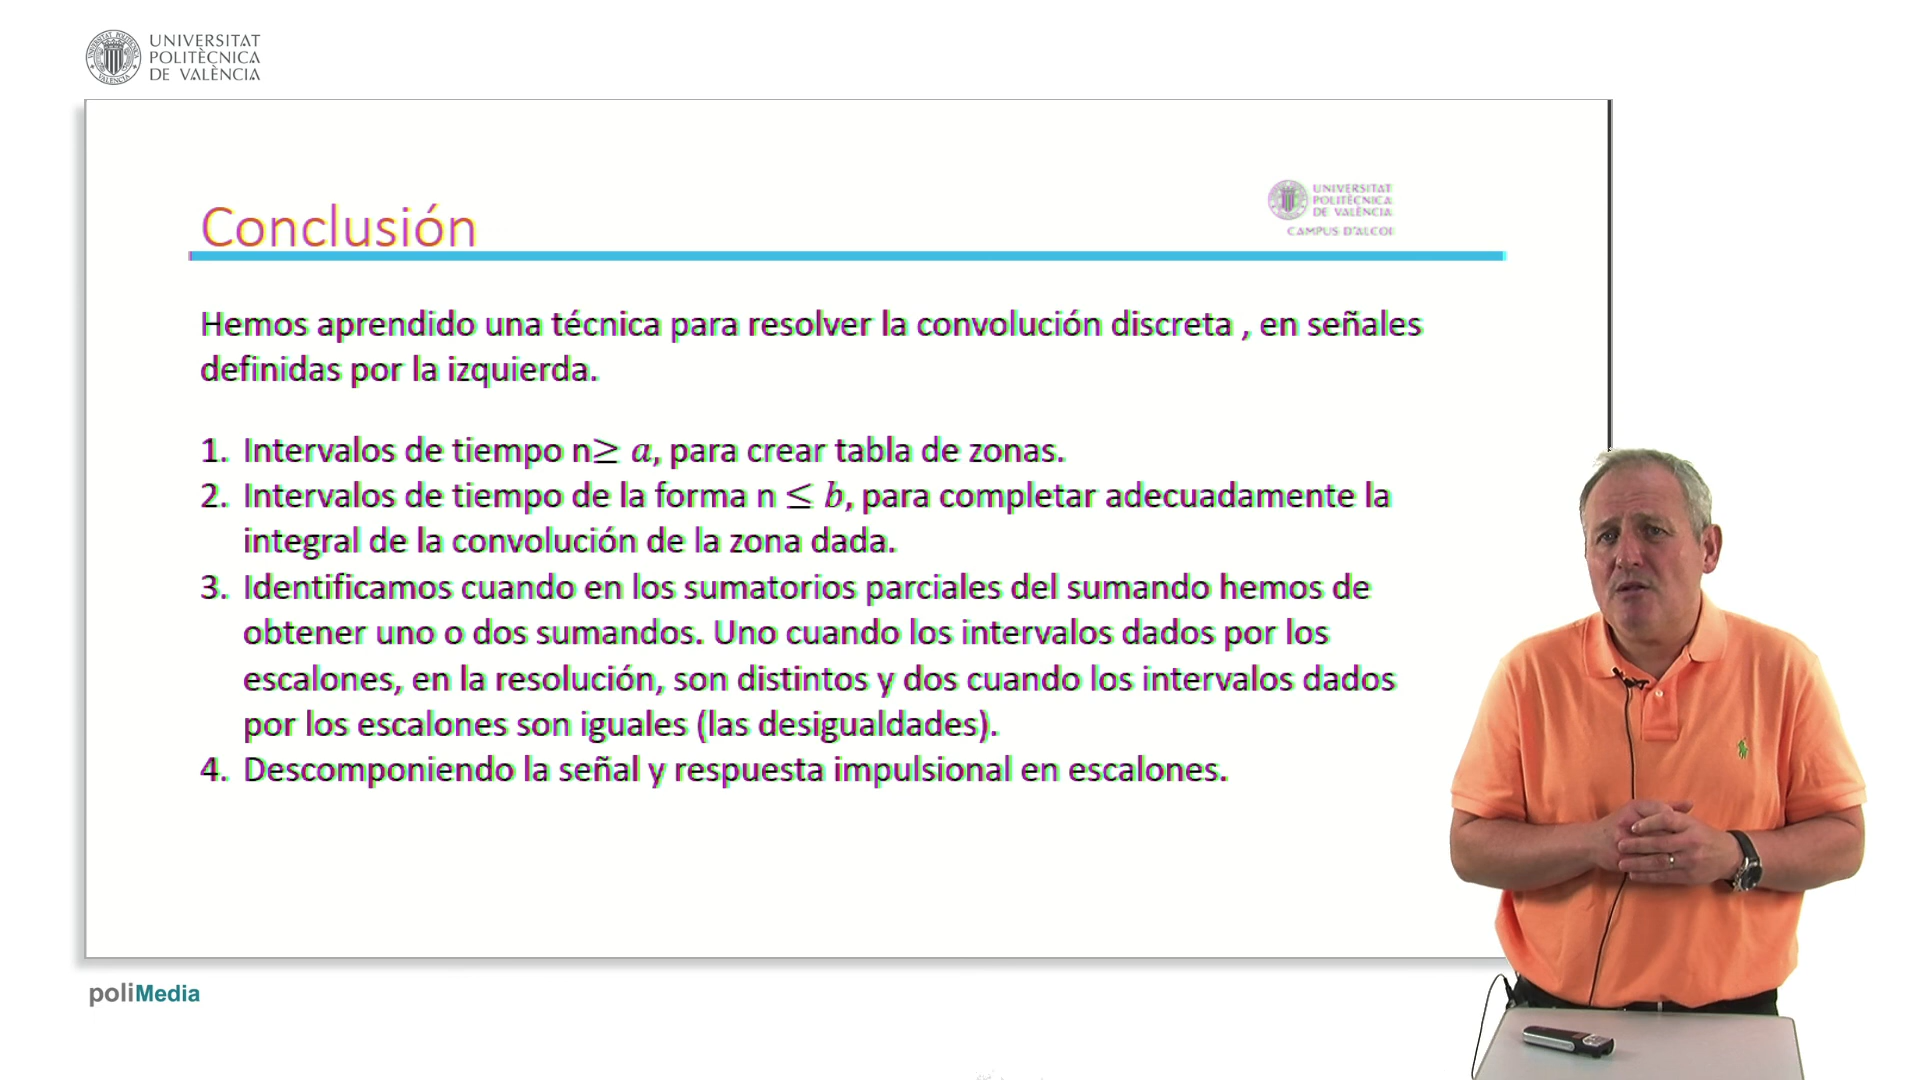 UNIVERSITAT
POLITÈCNICA
DE VALÈNCIA
Conclusión
UNIVERSITAT
POLITÈCNICA
DE VALÈNCIA
CAMPUS D'ALCOI
Hemos aprendido una técnica para resolver la convolución discreta , en señales
definidas por la izquierda.
1. Intervalos de tiempo n≥ a, para crear tabla de zonas.
2. Intervalos de tiempo de la forma n ≤ b, para completar adecuadamente la
integral de la convolución de la zona dada.
3. Identificamos cuando en los sumatorios parciales del sumando hemos de
obtener uno o dos sumandos. Uno cuando los intervalos dados por los
escalones, en la resolución, son distintos y dos cuando los intervalos dados
por los escalones son iguales (las desigualdades).
4. Descomponiendo la señal y respuesta impulsional en escalones.
poliMedia